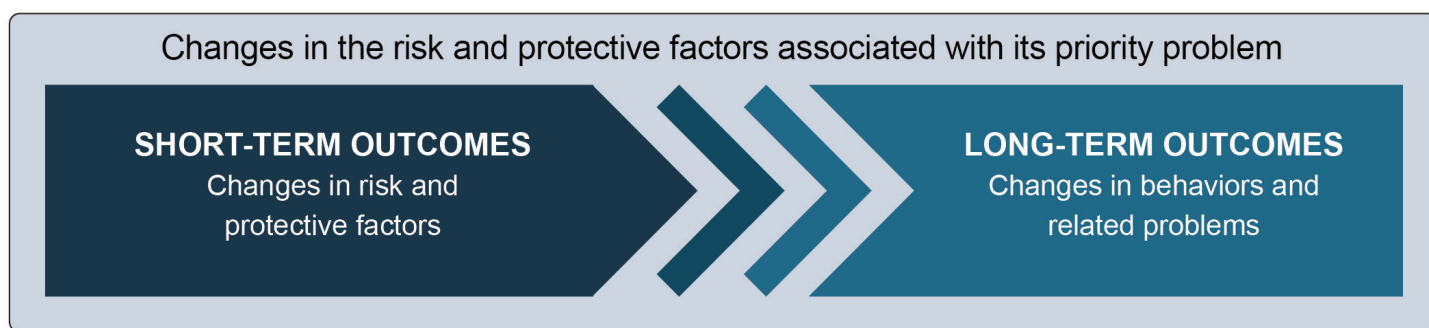 Changes in the risk and protective factors associated with its priority problem
SHORT-TERM OUTCOMES
Changes in risk and
protective factors
LONG-TERM OUTCOMES
Changes in behaviors and
related problems